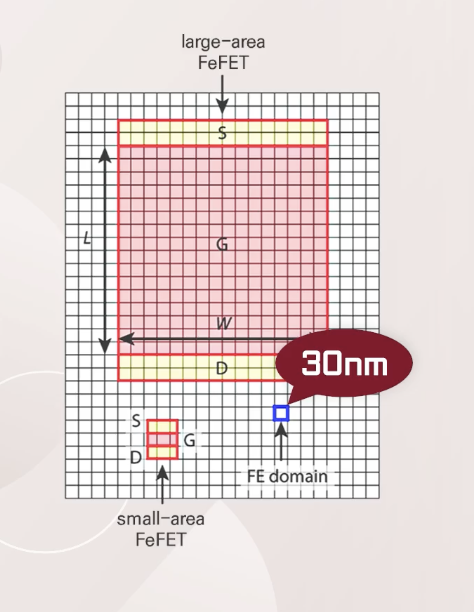 large-area
FeFET
S
L
G
W
D
30nm
S
G
D
FE domain
small-area
FeFET